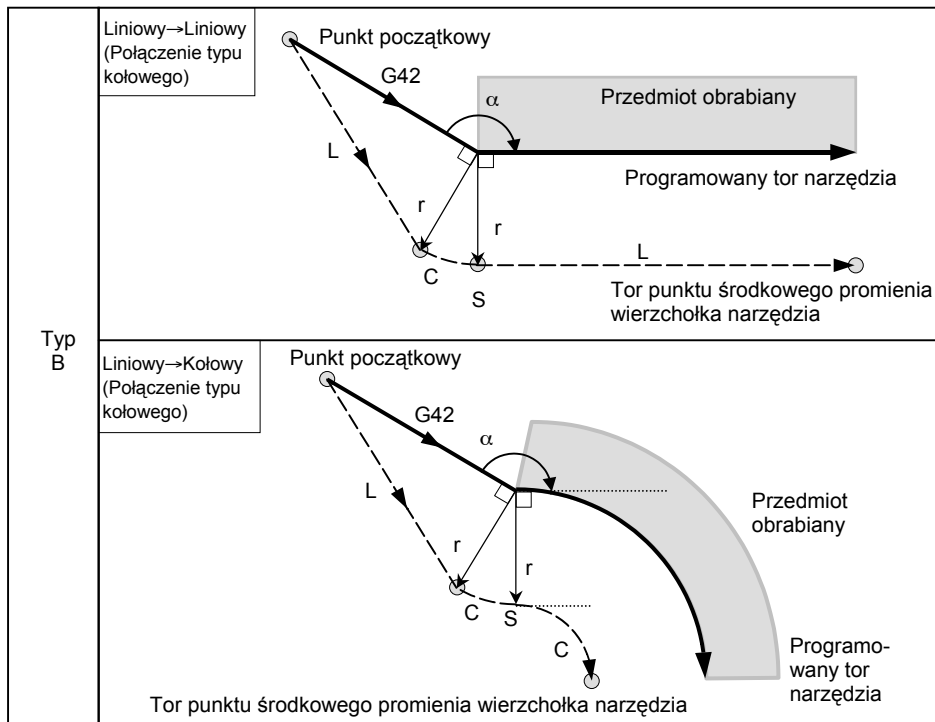 Typ
B
Liniowy→Liniowy
(Połączenie typu
kołowego)
Punkt początkowy
G42
α
Przedmiot obrabiany
L
Programowany tor narzędzia
r
r
C
S
L
Tor punktu środkowego promienia
wierzchołka narzędzia
Liniowy→Kołowy
(Połączenie typu
kołowego)
Punkt początkowy
G42
α
L
Przedmiot
obrabiany
r
r
C
S
C
Programo-
wany tor
narzędzia
Tor punktu środkowego promienia wierzchołka narzędzia